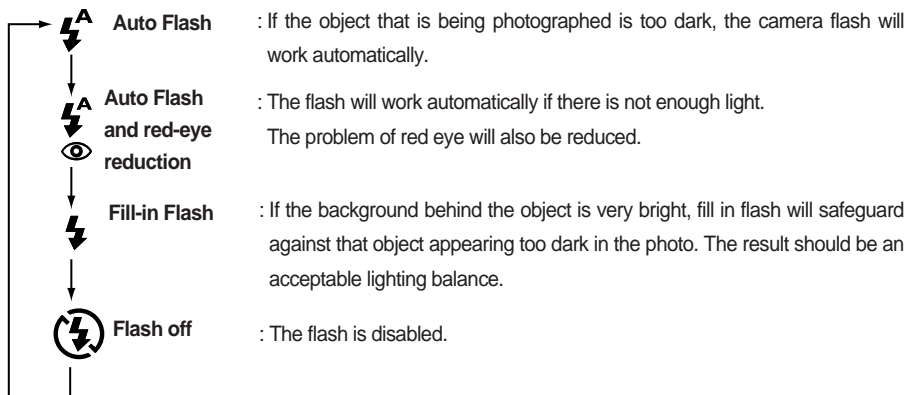 A Auto Flash : If the object that is being photographed is too dark, the camera flash will
work automatically.
A Auto Flash
and red-eye
reduction
: The flash will work automatically if there is not enough light.
The problem of red eye will also be reduced.
Fill-in Flash : If the background behind the object is very bright, fill in flash will safeguard
against that object appearing too dark in the photo. The result should be an
acceptable lighting balance.
Flash off : The flash is disabled.